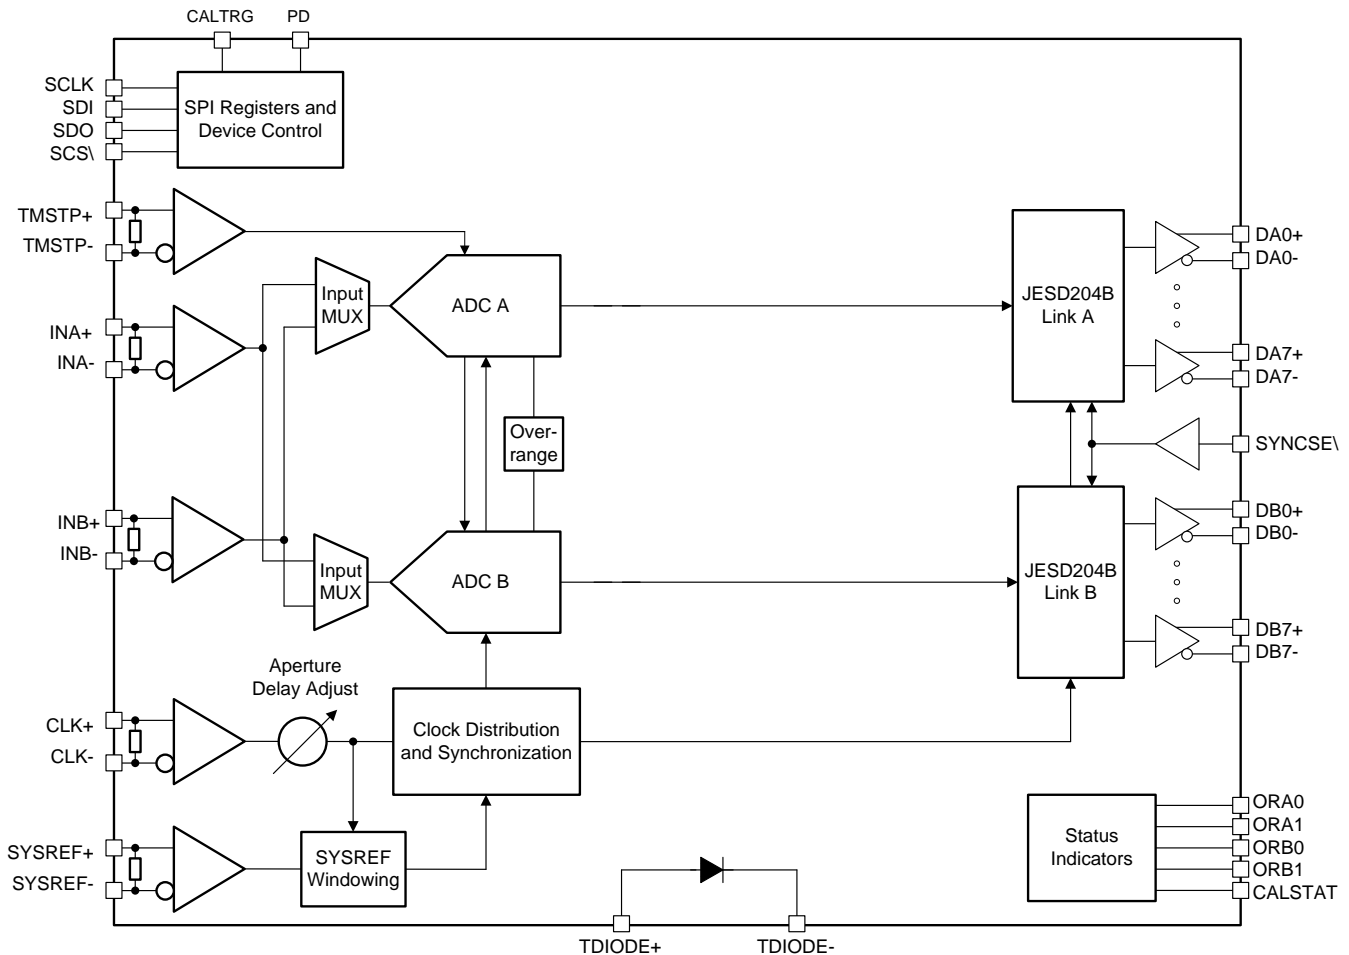 CALTRG
PD
SCLK
SDI
SDO
SCS\
SPI Registers and
Device Control
TMSTP+
TMSTP-
INA+
INA-
Input
MUX
ADC A
Over-
range
INB+
INB-
Input
MUX
ADC B
JESD204B
Link A
DA0+
DA0-
DA7+
DA7-
SYNCSE\
JESD204B
Link B
DB0+
DB0-
DB7+
DB7-
Aperture
Delay Adjust
CLK+
CLK-
Clock Distribution
and Synchronization
SYSREF+
SYSREF-
SYSREF
Windowing
Status
Indicators
ORA0
ORA1
ORB0
ORB1
CALSTAT
TDIODE+
TDIODE-